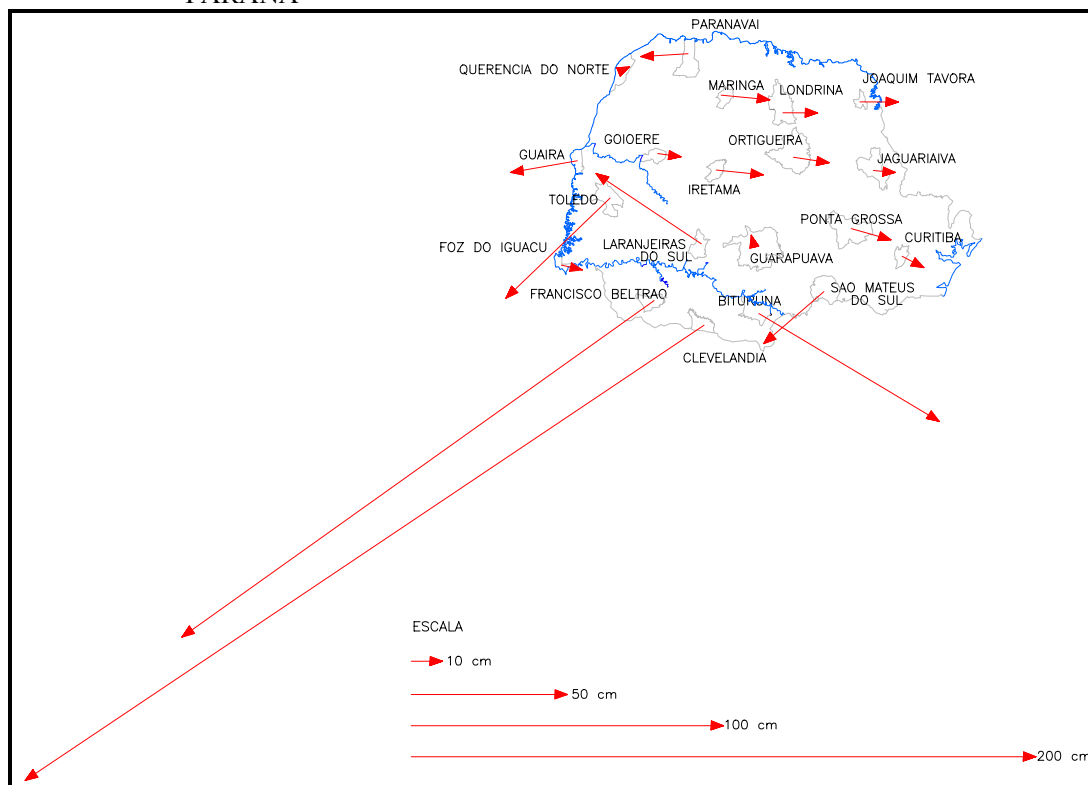 PARANÁ
PARANAVAI
QUERENCIA DO NORTE
JOAQUIM TAVORA
MARINGA
LONDRINA
GOIOERE
ORTIGUEIRA
GUAIRA
JAGUARIAIVA
IRETAMA
TOLEDO
PONTA GROSSA
CURITIBA
FOZ DO IGUACU
LARANJEIRAS
DO SUL
GUARAPUAVA
FRANCISCO BELTRAO
BITURUNA
SAO MATEUS
DO SUL
CLEVELANDIA
ESCALA
10 cm
50 cm
100 cm
200 cm